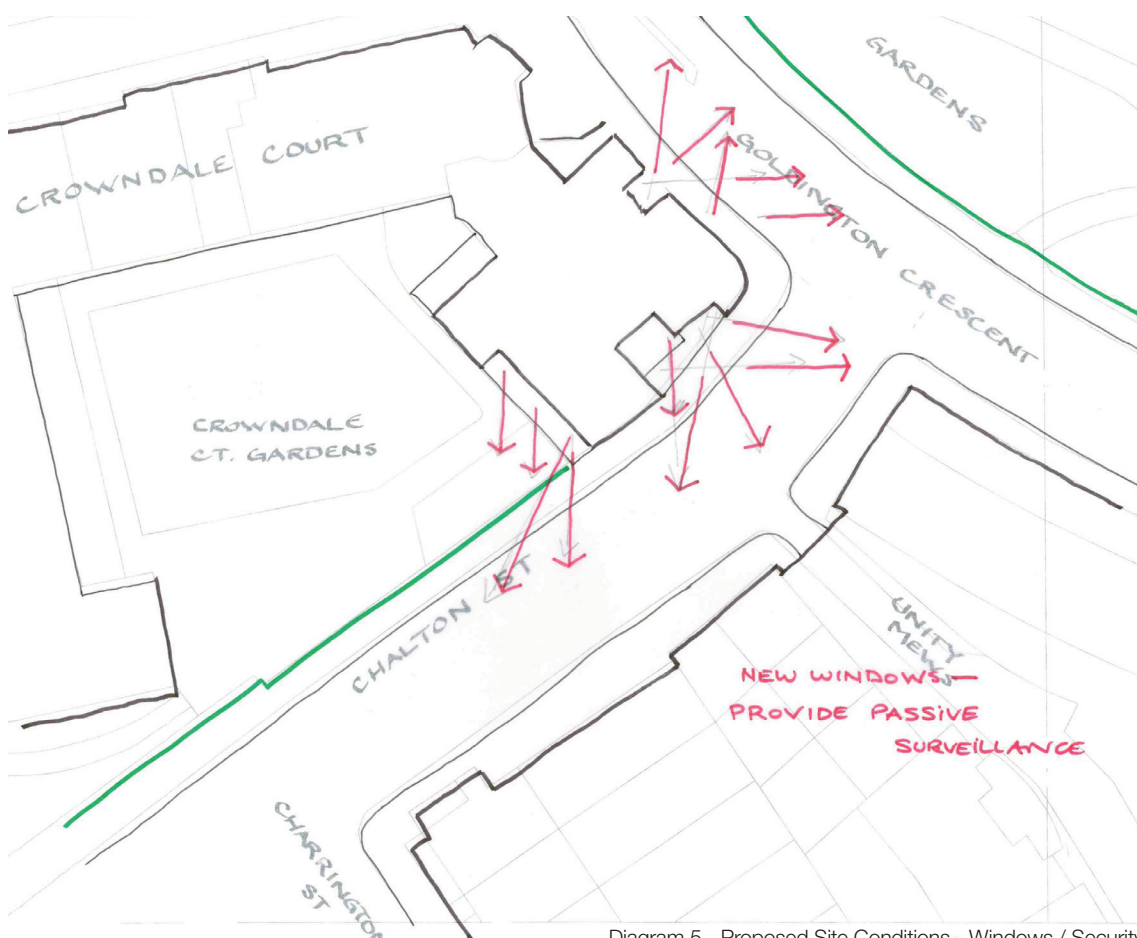 GARDENS
CROWNDALE COURT
GOLDINGTON CRESCENT
CROWNDALE
CT. GARDENS
CHALTON ST
UNITY
MEWS
NEW WINDOWS —
PROVIDE PASSIVE
SURVEILLANCE
CHARRINGTON
ST
Diagram 5 - Proposed Site Conditions - Windows / Security